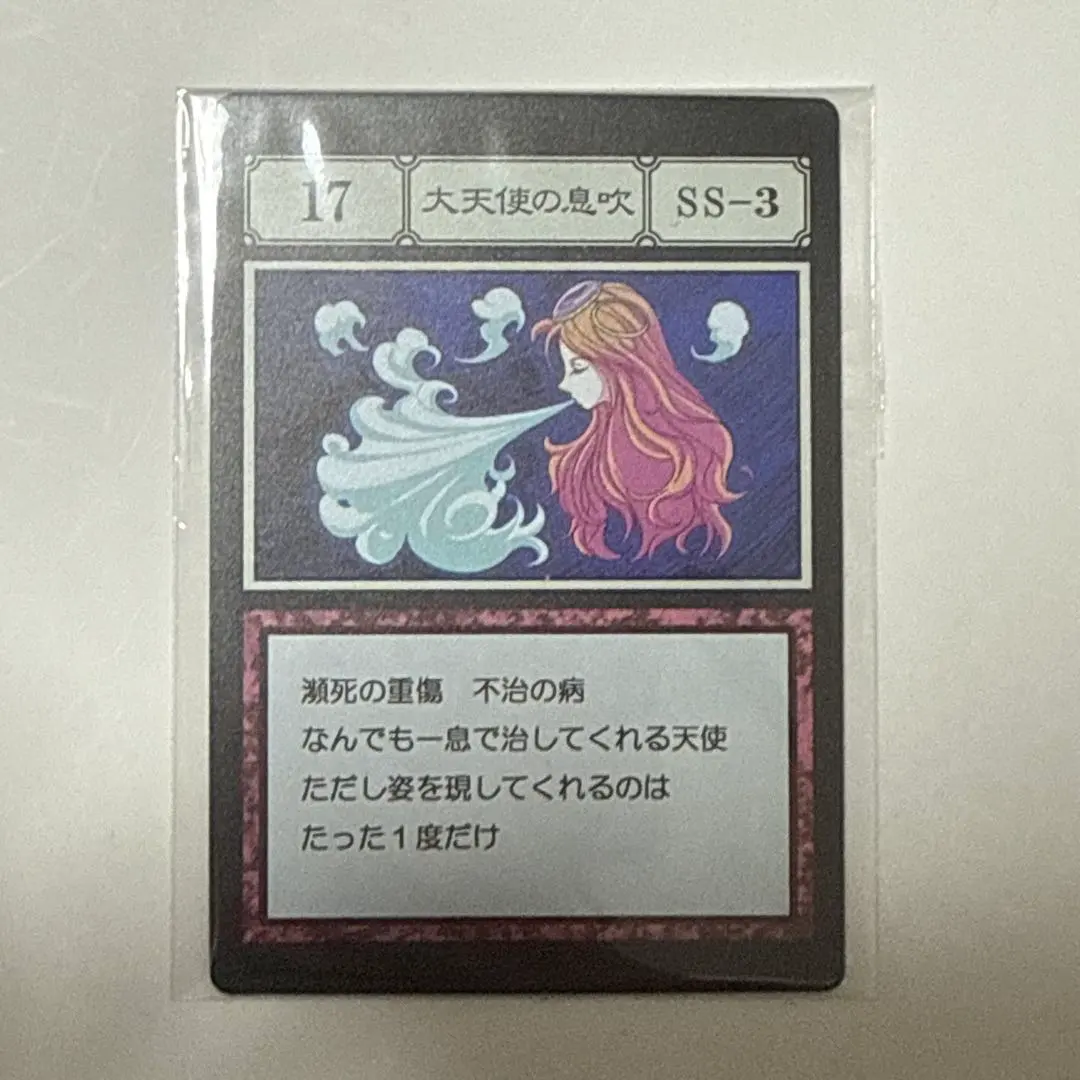 17 大天使の息吹 SS-3
瀕死の重傷　不治の病
なんでも一息で治してくれる天使
ただし姿を現してくれるのは
たった1度だけ